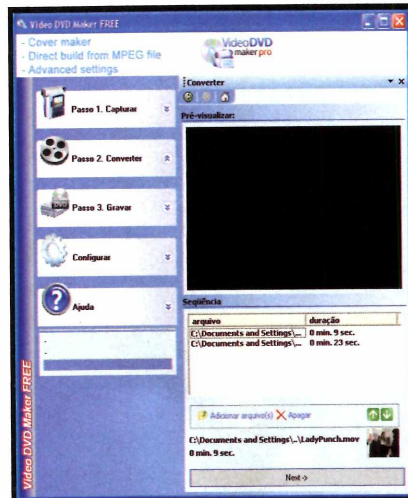 Video DVD Maker FREE
- Cover maker
- Direct build from MPEG file
- Advanced settings
VideoDVD
makerpro
Passo 1. Capturar
Passo 2. Converter
Passo 3. Gravar
Configurar
Ajuda
Video DVD Maker FREE
Converter
Pré-visualizar:
Seqüência
arquivo duração
C:\Documents and Settings\... 0 min. 9 sec.
C:\Documents and Settings\... 0 min. 23 sec.
Adicionar arquivo(s) Apagar
C:\Documents and Settings\...\LadyPunch.mov
0 min. 9 sec.
Next ->